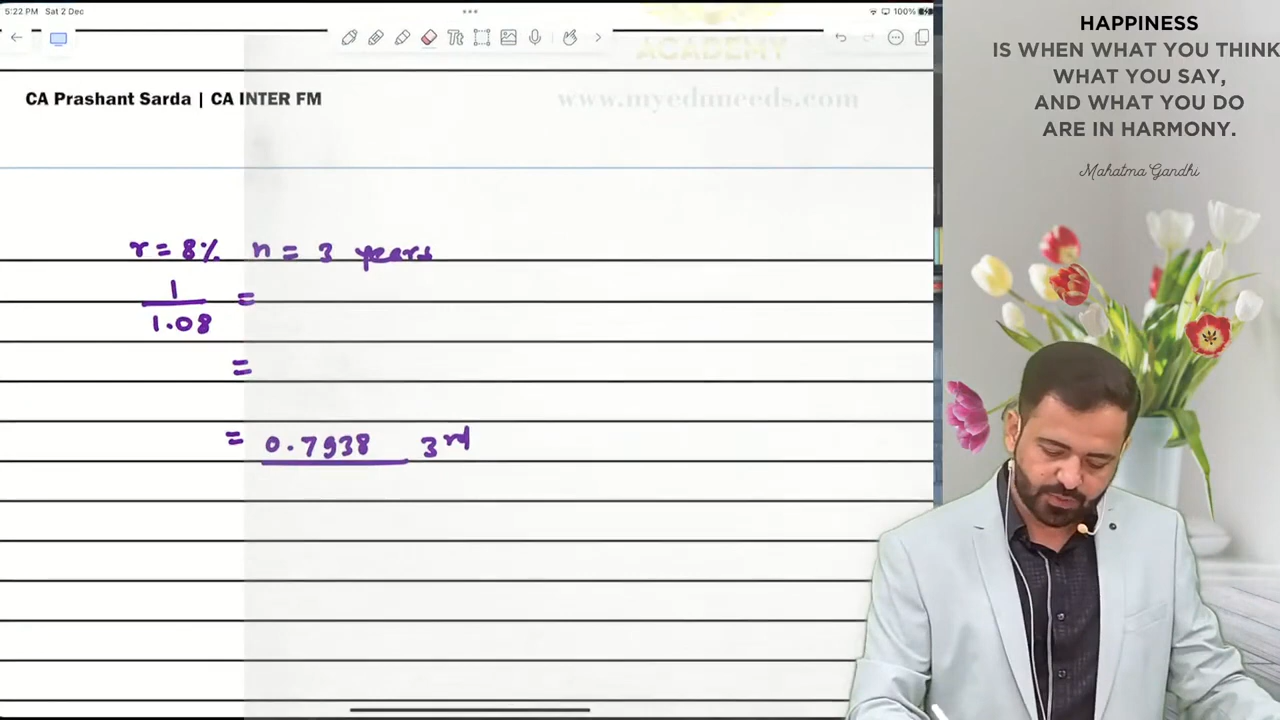 5:22 PM Sat 2 Dec
100%
ACADEMY
CA Prashant Sarda | CA INTER FM
www.myednneeds.com
r = 8% n = 3 years
1
1.08
=
=
= 0.7938 3rd
HAPPINESS
IS WHEN WHAT YOU THINK
WHAT YOU SAY,
AND WHAT YOU DO
ARE IN HARMONY.
Mahatma Gandhi